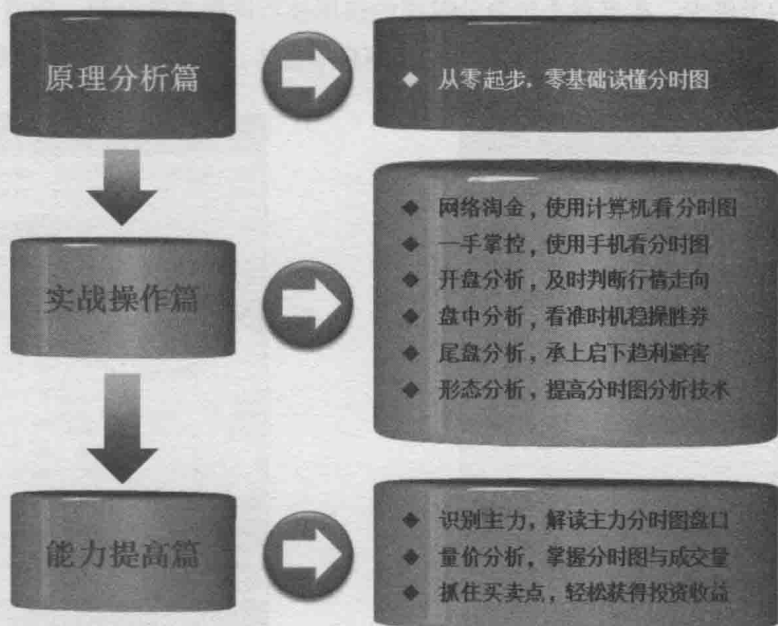 原理分析篇
◆ 从零起步，零基础读懂分时图
实战操作篇
◆ 网络淘金，使用计算机看分时图
◆ 一手掌控，使用手机看分时图
◆ 开盘分析，及时判断行情走向
◆ 盘中分析，看准时机稳操胜券
◆ 尾盘分析，承上启下趋利避害
◆ 形态分析，提高分时图分析技术
能力提高篇
◆ 识别主力，解读主力分时图盘口
◆ 量价分析，掌握分时图与成交量
◆ 抓住买卖点，轻松获得投资收益